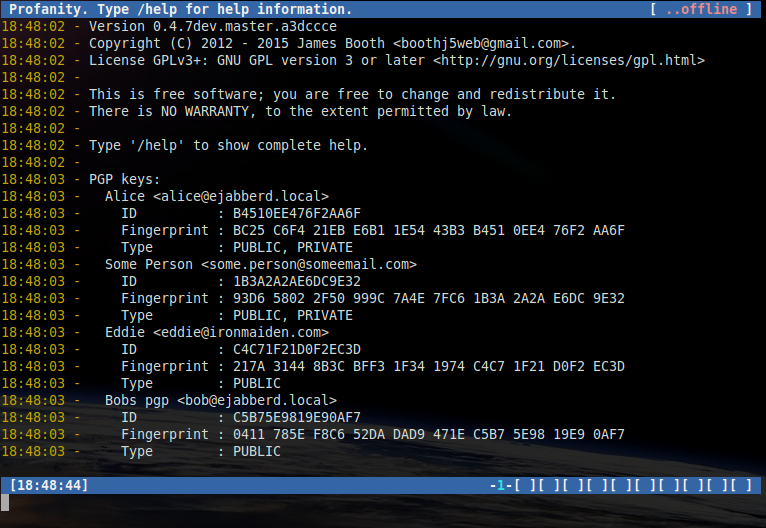 Profanity. Type /help for help information. [ ..offline ]
18:48:02 - Version 0.4.7dev.master.a3dccce
18:48:02 - Copyright (C) 2012 - 2015 James Booth <boothj5web@gmail.com>.
18:48:02 - License GPLv3+: GNU GPL version 3 or later <http://gnu.org/licenses/gpl.html>
18:48:02 -
18:48:02 - This is free software; you are free to change and redistribute it.
18:48:02 - There is NO WARRANTY, to the extent permitted by law.
18:48:02 -
18:48:02 - Type '/help' to show complete help.
18:48:02 -
18:48:03 - PGP keys:
18:48:03 -   Alice <alice@ejabberd.local>
18:48:03 -     ID          : B4510EE476F2AA6F
18:48:03 -     Fingerprint : BC25 C6F4 21EB E6B1 1E54 43B3 B451 0EE4 76F2 AA6F
18:48:03 -     Type        : PUBLIC, PRIVATE
18:48:03 -   Some Person <some.person@someemail.com>
18:48:03 -     ID          : 1B3A2A2AE6DC9E32
18:48:03 -     Fingerprint : 93D6 5802 2F50 999C 7A4E 7FC6 1B3A 2A2A E6DC 9E32
18:48:03 -     Type        : PUBLIC, PRIVATE
18:48:03 -   Eddie <eddie@ironmaiden.com>
18:48:03 -     ID          : C4C71F21D0F2EC3D
18:48:03 -     Fingerprint : 217A 3144 8B3C BFF3 1F34 1974 C4C7 1F21 D0F2 EC3D
18:48:03 -     Type        : PUBLIC
18:48:03 -   Bobs pgp <bob@ejabberd.local>
18:48:03 -     ID          : C5B75E9819E90AF7
18:48:03 -     Fingerprint : 0411 785E F8C6 52DA DAD9 471E C5B7 5E98 19E9 0AF7
18:48:03 -     Type        : PUBLIC
[18:48:44] -1-[ ][ ][ ][ ][ ][ ][ ][ ][ ][ ]